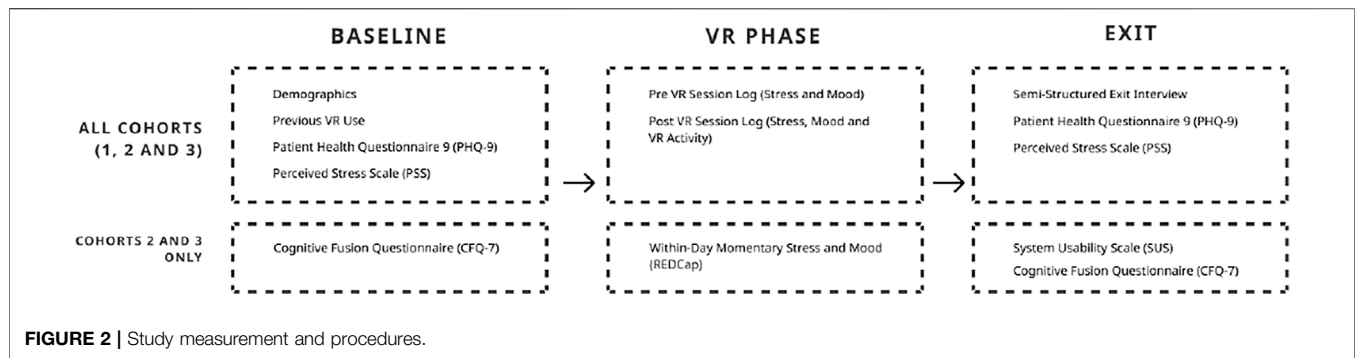 BASELINE
VR PHASE
EXIT
ALL COHORTS
(1, 2 AND 3)
Demographics
Previous VR Use
Patient Health Questionnaire 9 (PHQ-9)
Perceived Stress Scale (PSS)
Pre VR Session Log (Stress and Mood)
Post VR Session Log (Stress, Mood and
VR Activity)
Semi-Structured Exit Interview
Patient Health Questionnaire 9 (PHQ-9)
Perceived Stress Scale (PSS)
COHORTS 2 AND 3
ONLY
Cognitive Fusion Questionnaire (CFQ-7)
Within-Day Momentary Stress and Mood
(REDCap)
System Usability Scale (SUS)
Cognitive Fusion Questionnaire (CFQ-7)
FIGURE 2 | Study measurement and procedures.